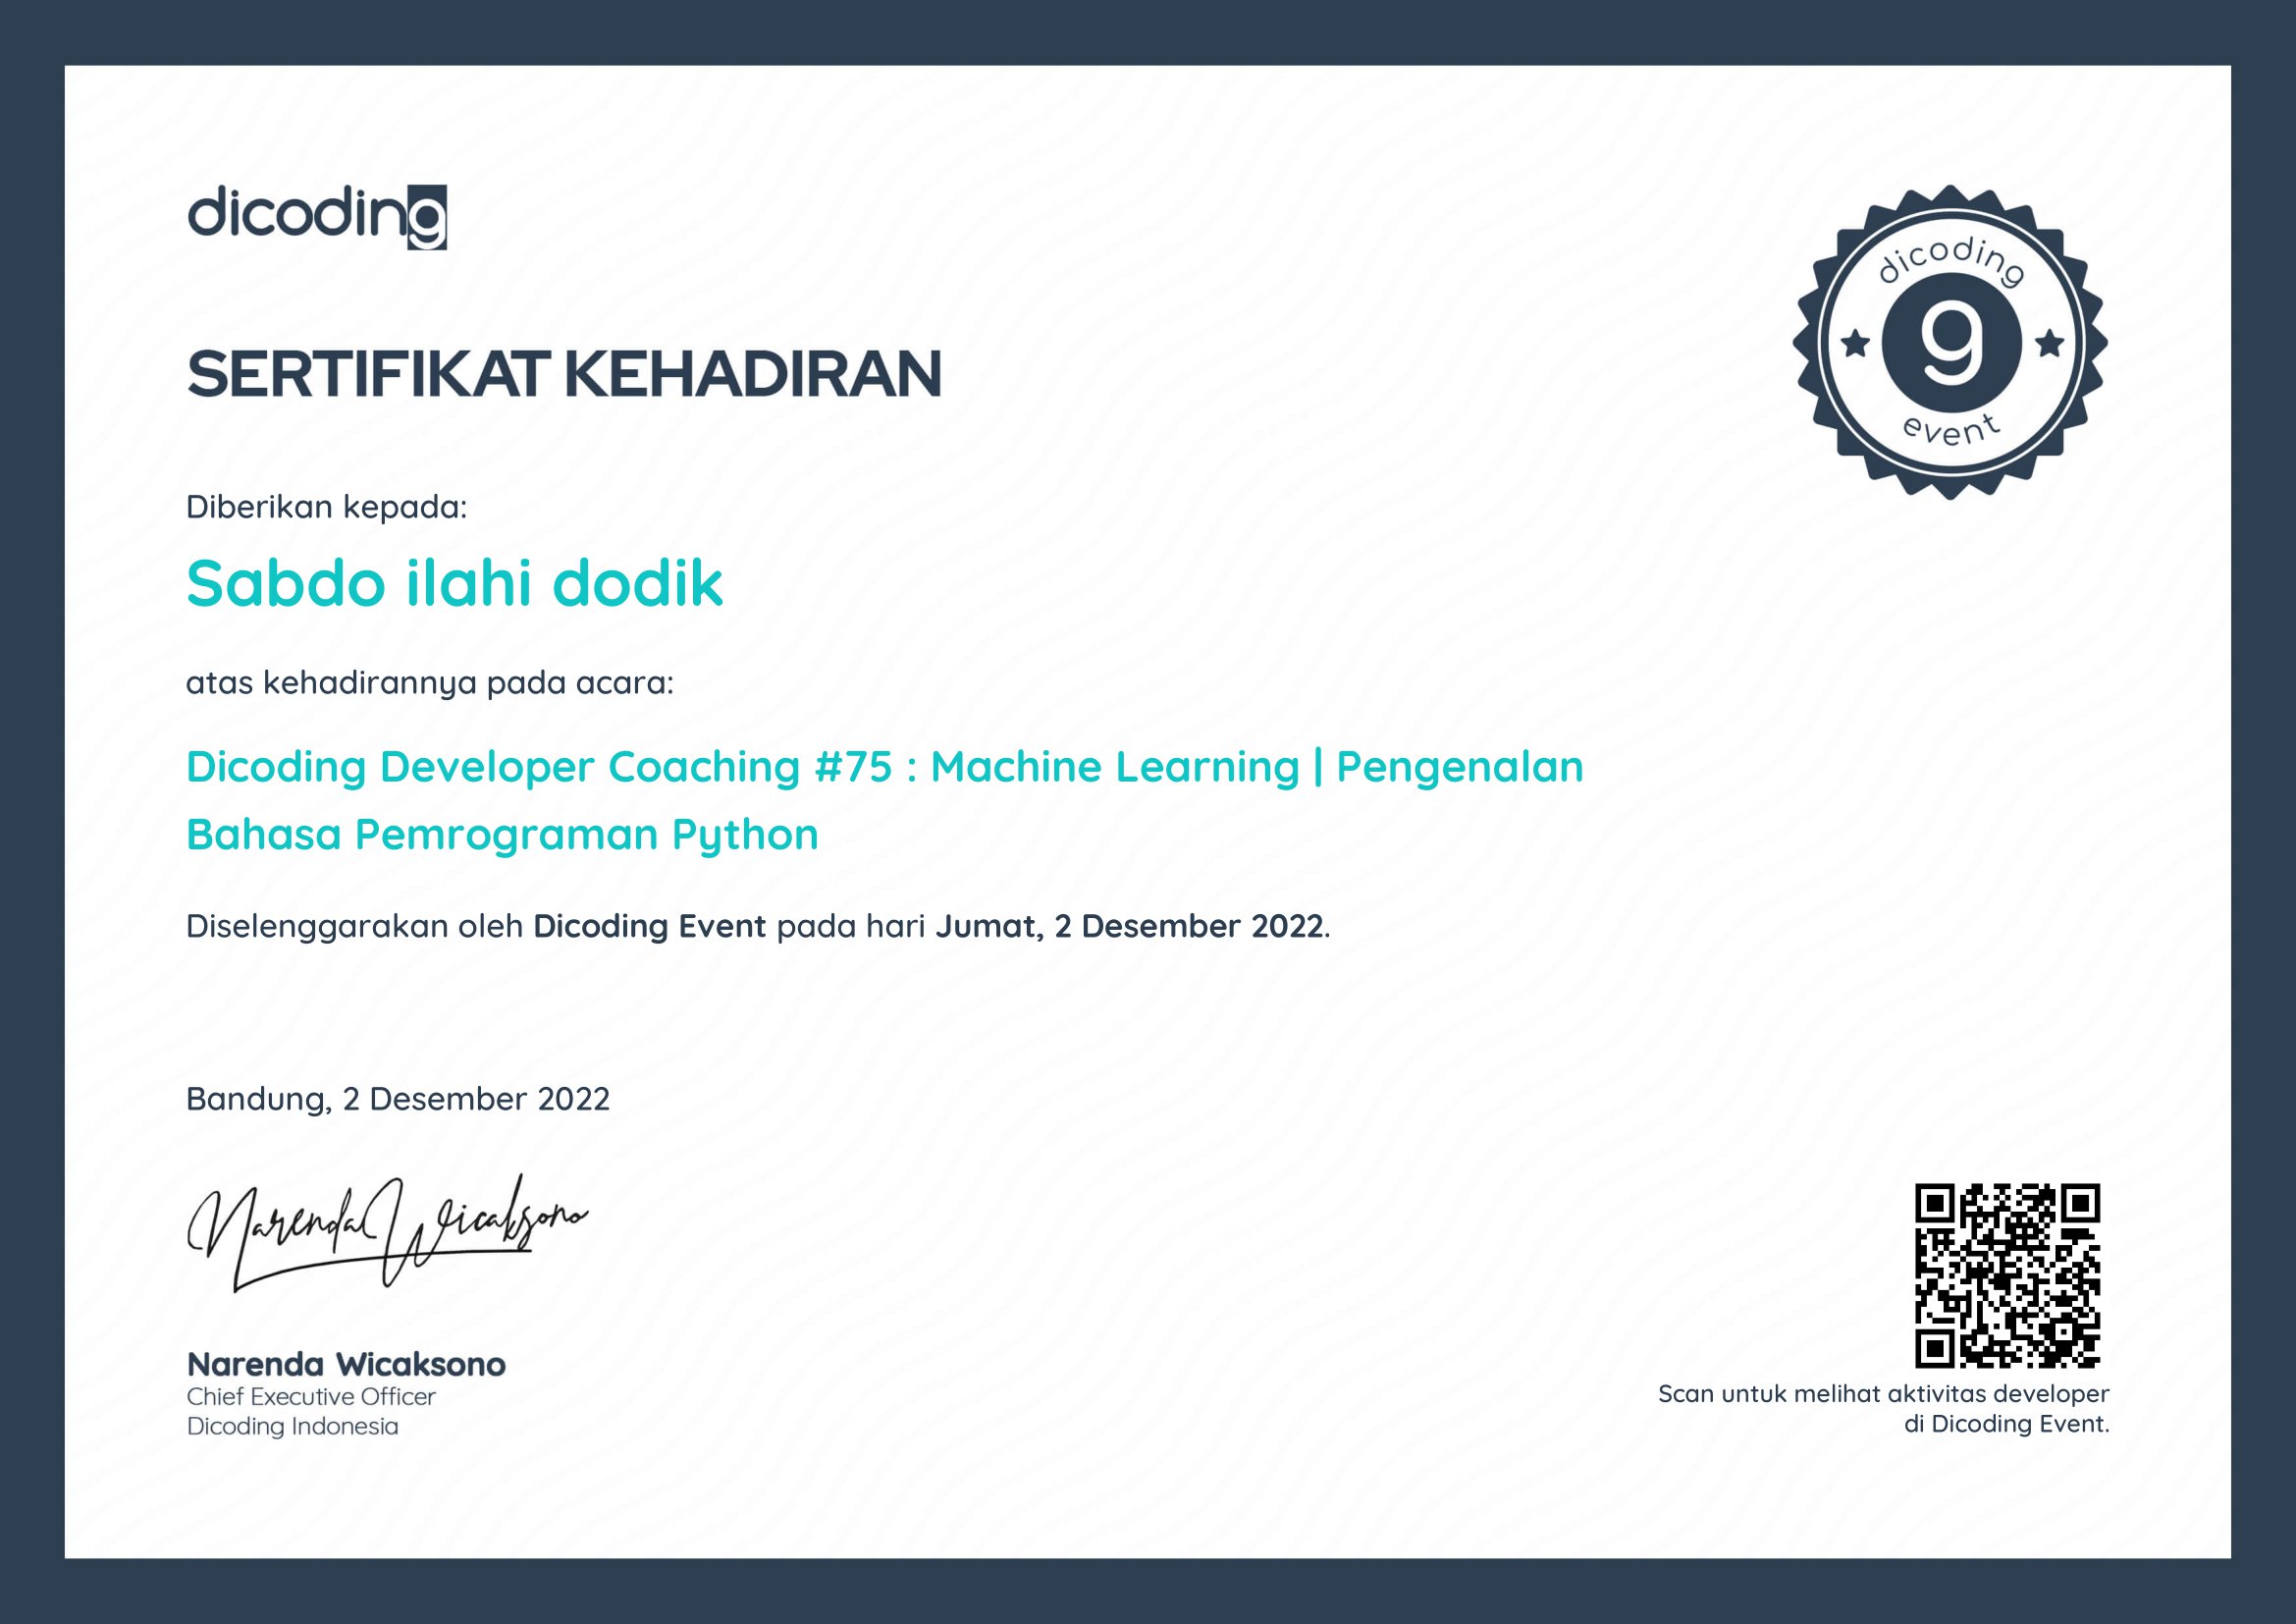 dicoding
SERTIFIKAT KEHADIRAN
dicoding
g
event
Diberikan kepada:
Sabdo ilahi dodik
atas kehadirannya pada acara:
Dicoding Developer Coaching #75 : Machine Learning | Pengenalan
Bahasa Pemrograman Python
Diselenggarakan oleh Dicoding Event pada hari Jumat, 2 Desember 2022.
Bandung, 2 Desember 2022
Narenda Wicaksono
Narenda Wicaksono
Chief Executive Officer
Dicoding Indonesia
Scan untuk melihat aktivitas developer
di Dicoding Event.